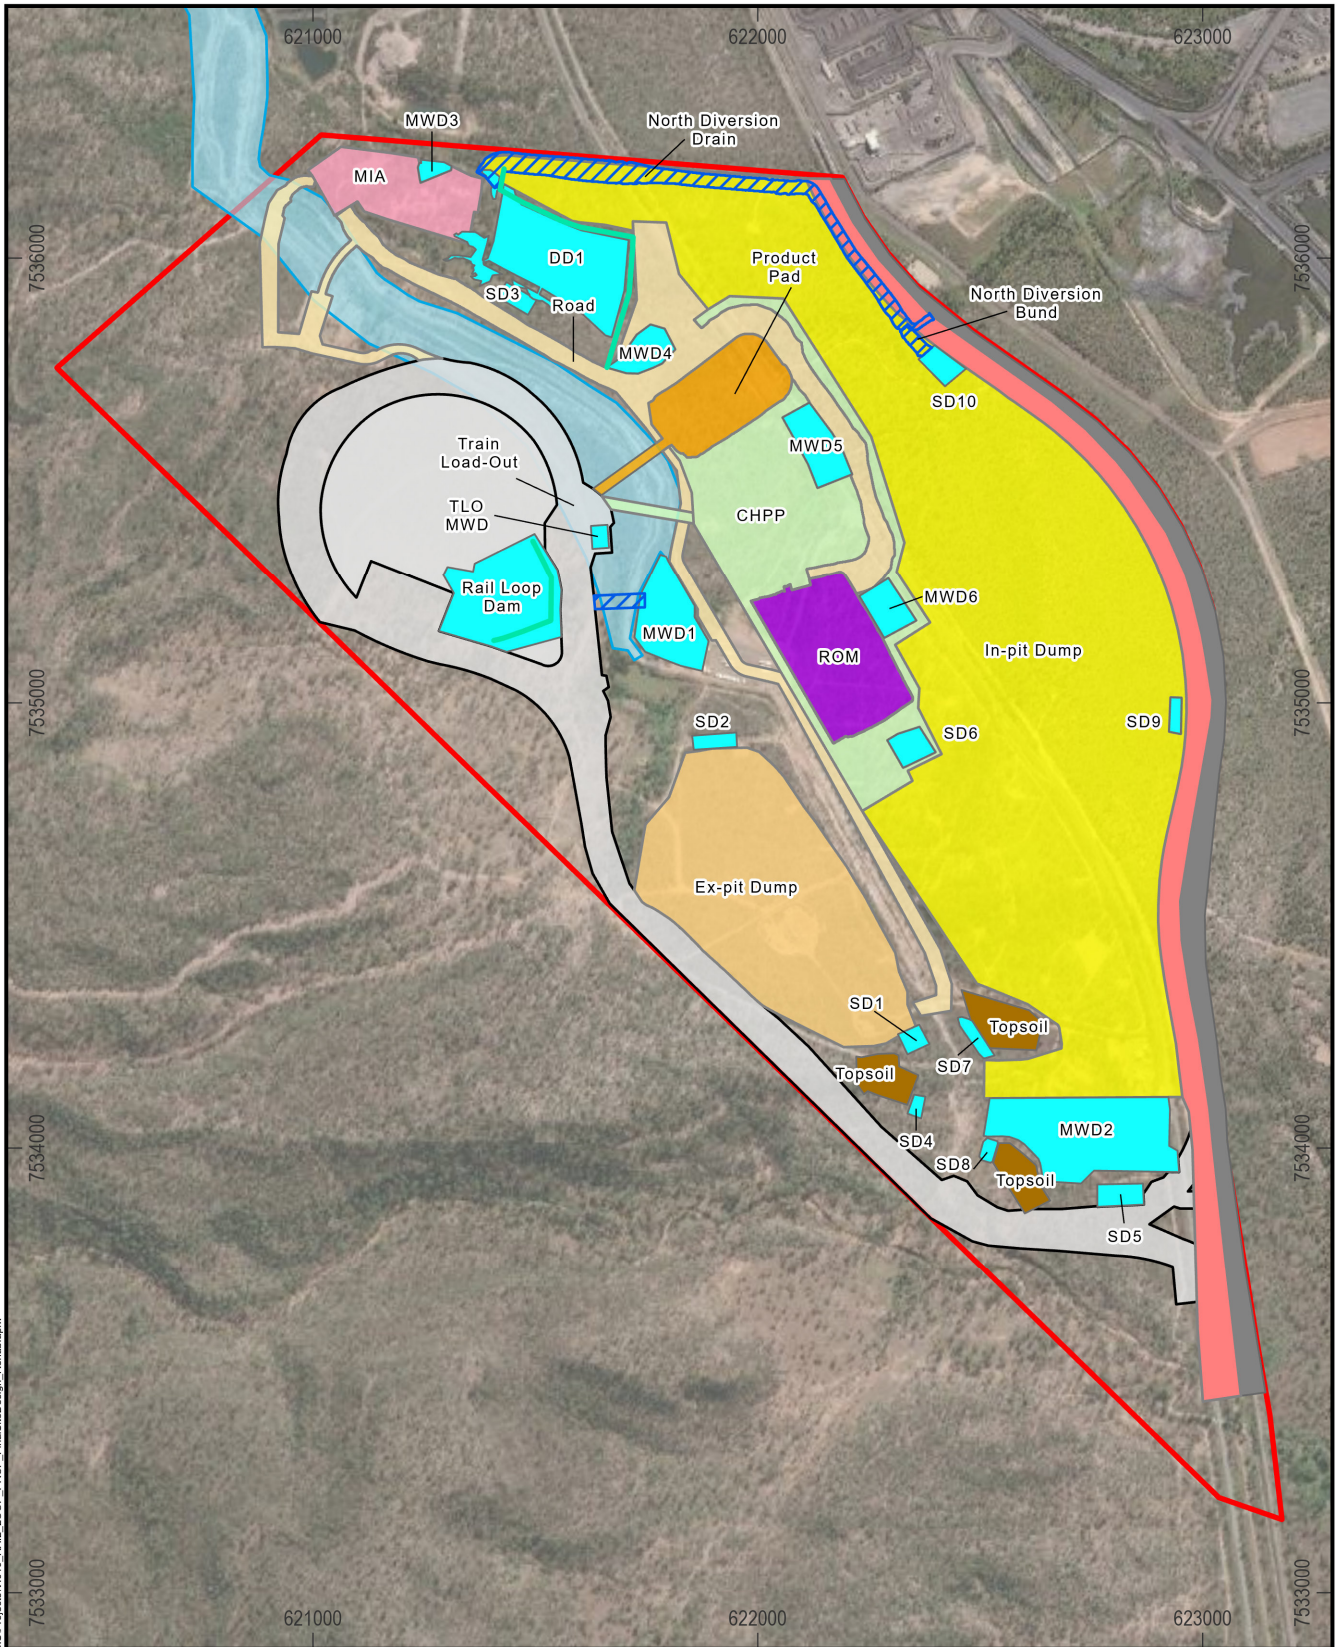 621000
622000
623000
MWD3
North Diversion
Drain
MIA
7536000
7536000
DD1
Product
Pad
SD3
Road
North Diversion
Bund
MWD4
SD10
Train
Load-Out
MWD5
TLO
MWD
CHPP
Rail Loop
Dam
MWD6
MWD1
ROM
In-pit Dump
7535000
7535000
SD2
SD9
SD6
Ex-pit Dump
SD1
Topsoil
SD7
Topsoil
SD4
MWD2
7534000
7534000
SD8
Topsoil
SD5
7533000
7533000
621000
622000
623000